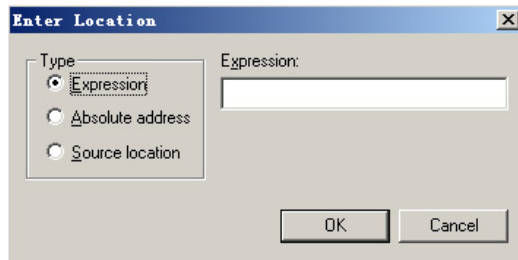 Enter Location
Type
Expression
Absolute address
Source location
Expression:
OK
Cancel